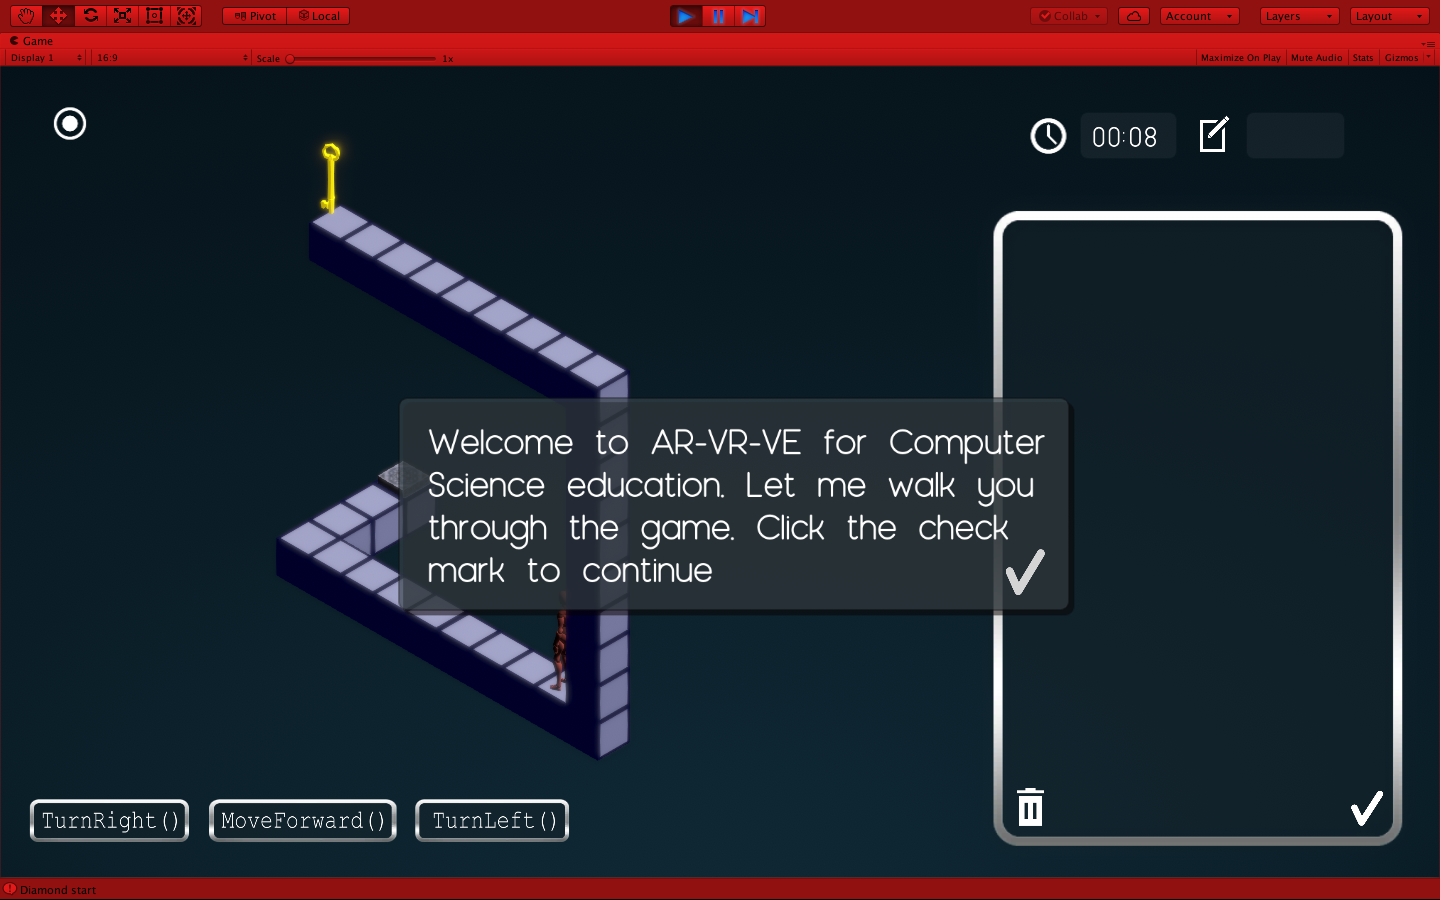 Pivot Local Collab Account Layers Layout
Game
Display 1 16:9 Scale 1x Maximize On Play Mute Audio Stats Gizmos
00:08
Welcome to AR-VR-VE for Computer
Science education. Let me walk you
through the game. Click the check
mark to continue
TurnRight() MoveForward() TurnLeft()
Diamond start